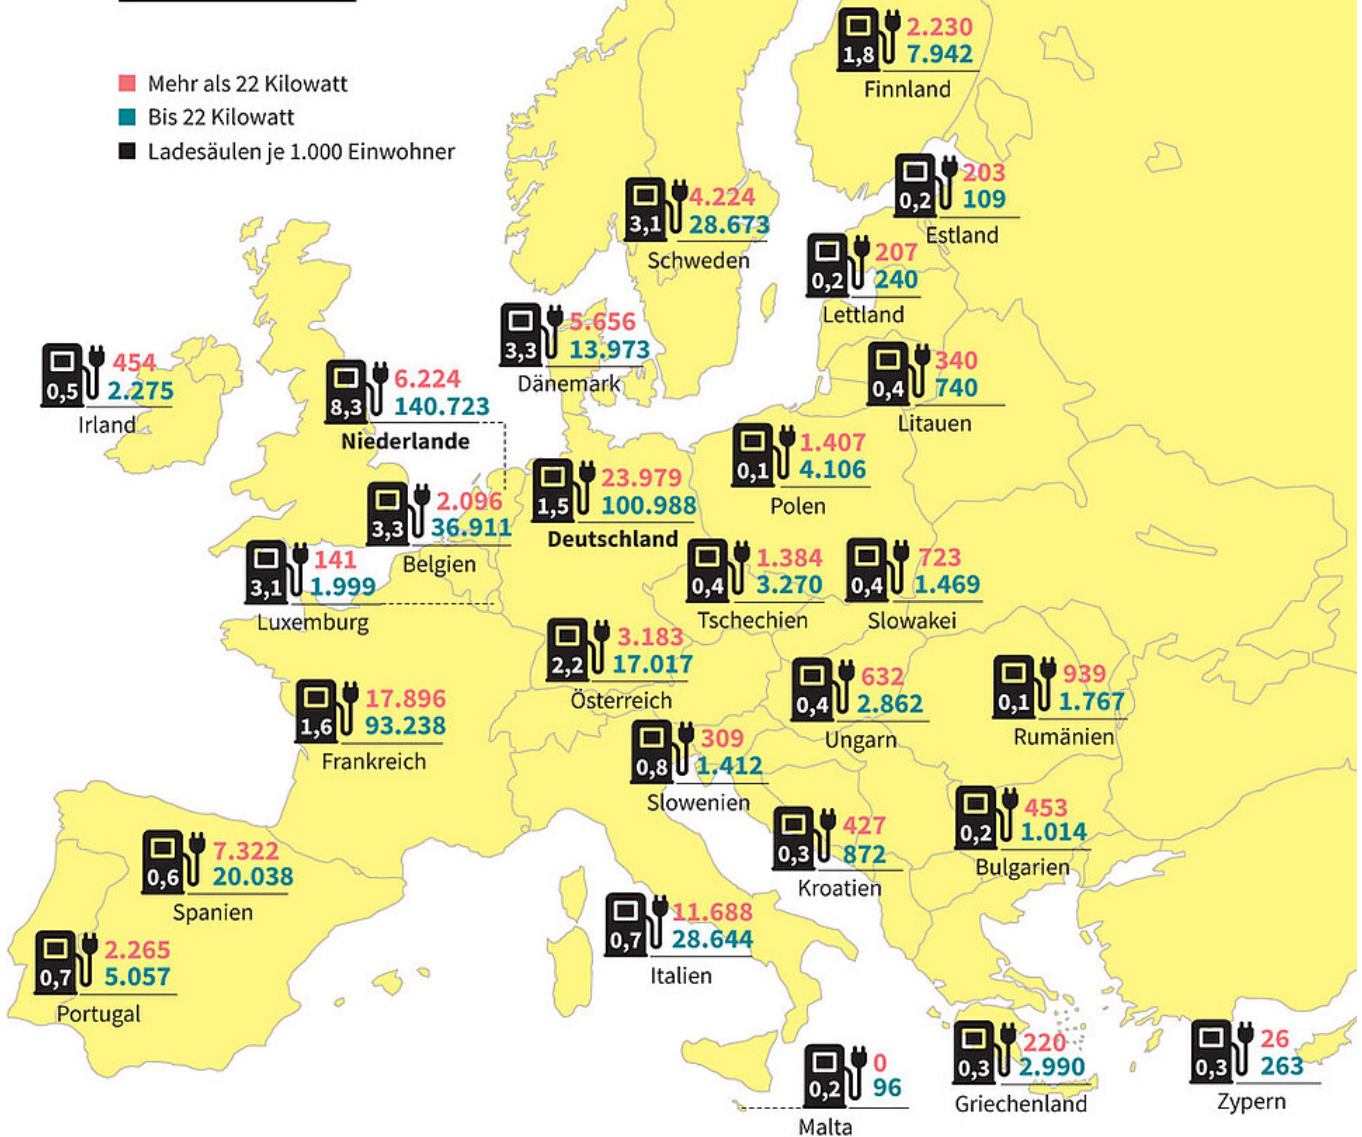 Mehr als 22 Kilowatt
Bis 22 Kilowatt
Ladesäulen je 1.000 Einwohner
1,8
2.230
7.942
Finnland
0,2
203
109
Estland
3,1
4.224
28.673
Schweden
0,2
207
240
Lettland
3,3
5.656
13.973
Dänemark
0,4
340
740
Litauen
0,5
454
2.275
Irland
8,3
6.224
140.723
Niederlande
0,1
1.407
4.106
Polen
1,5
23.979
100.988
Deutschland
3,3
2.096
36.911
Belgien
3,1
141
1.999
Luxemburg
0,4
1.384
3.270
Tschechien
0,4
723
1.469
Slowakei
2,2
3.183
17.017
Österreich
0,4
632
2.862
Ungarn
0,1
939
1.767
Rumänien
1,6
17.896
93.238
Frankreich
0,8
309
1.412
Slowenien
0,2
453
1.014
Bulgarien
0,3
427
872
Kroatien
0,6
7.322
20.038
Spanien
0,7
11.688
28.644
Italien
0,7
2.265
5.057
Portugal
0,2
0
96
Malta
0,3
220
2.990
Griechenland
0,3
26
263
Zypern